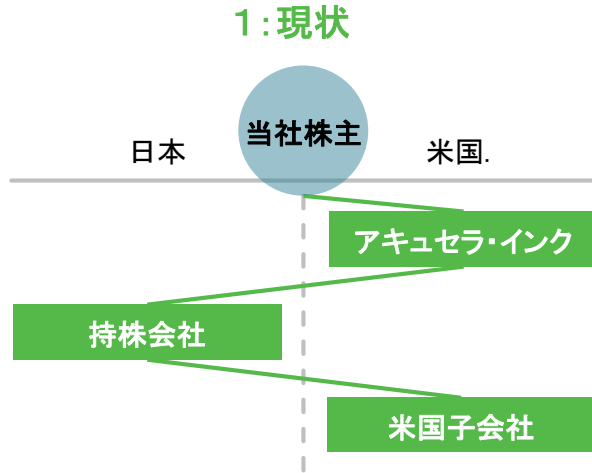 1:現状
当社株主
日本
米国.
アキュセラ・インク
持株会社
米国子会社